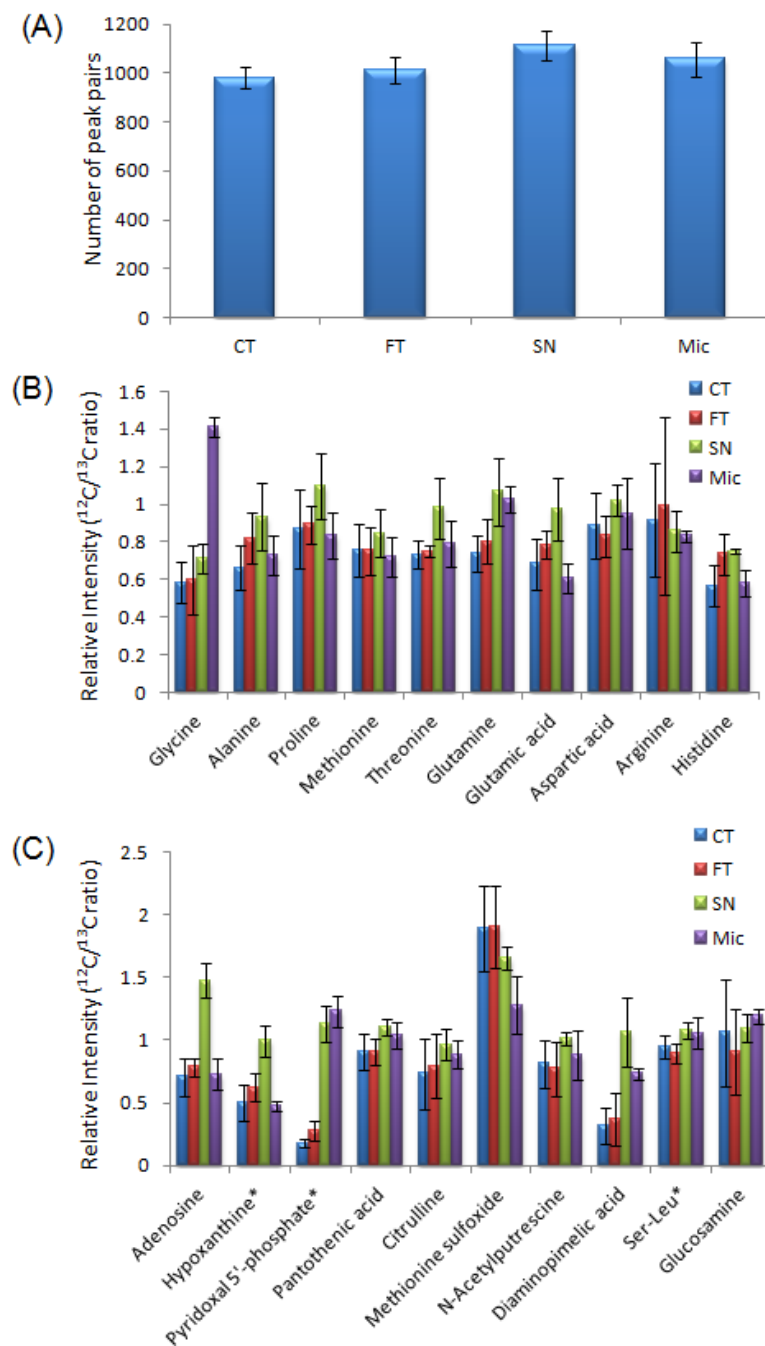 (A)
Number of peak pairs
1200
1000
800
600
400
200
0
CT FT SN Mic
(B)
Relative Intensity (¹²C/¹³C ratio)
1.6
1.4
1.2
1
0.8
0.6
0.4
0.2
0
CT
FT
SN
Mic
Glycine
Alanine
Proline
Methionine
Threonine
Glutamine
Glutamic acid
Aspartic acid
Arginine
Histidine
(C)
Relative Intensity (¹²C/¹³C ratio)
2.5
2
1.5
1
0.5
0
CT
FT
SN
Mic
Adenosine
Hypoxanthine*
Pyridoxal 5'-phosphate*
Pantothenic acid
Citrulline
Methionine sulfoxide
N-Acetylputrescine
Diaminopimelic acid
Ser-Leu*
Glucosamine